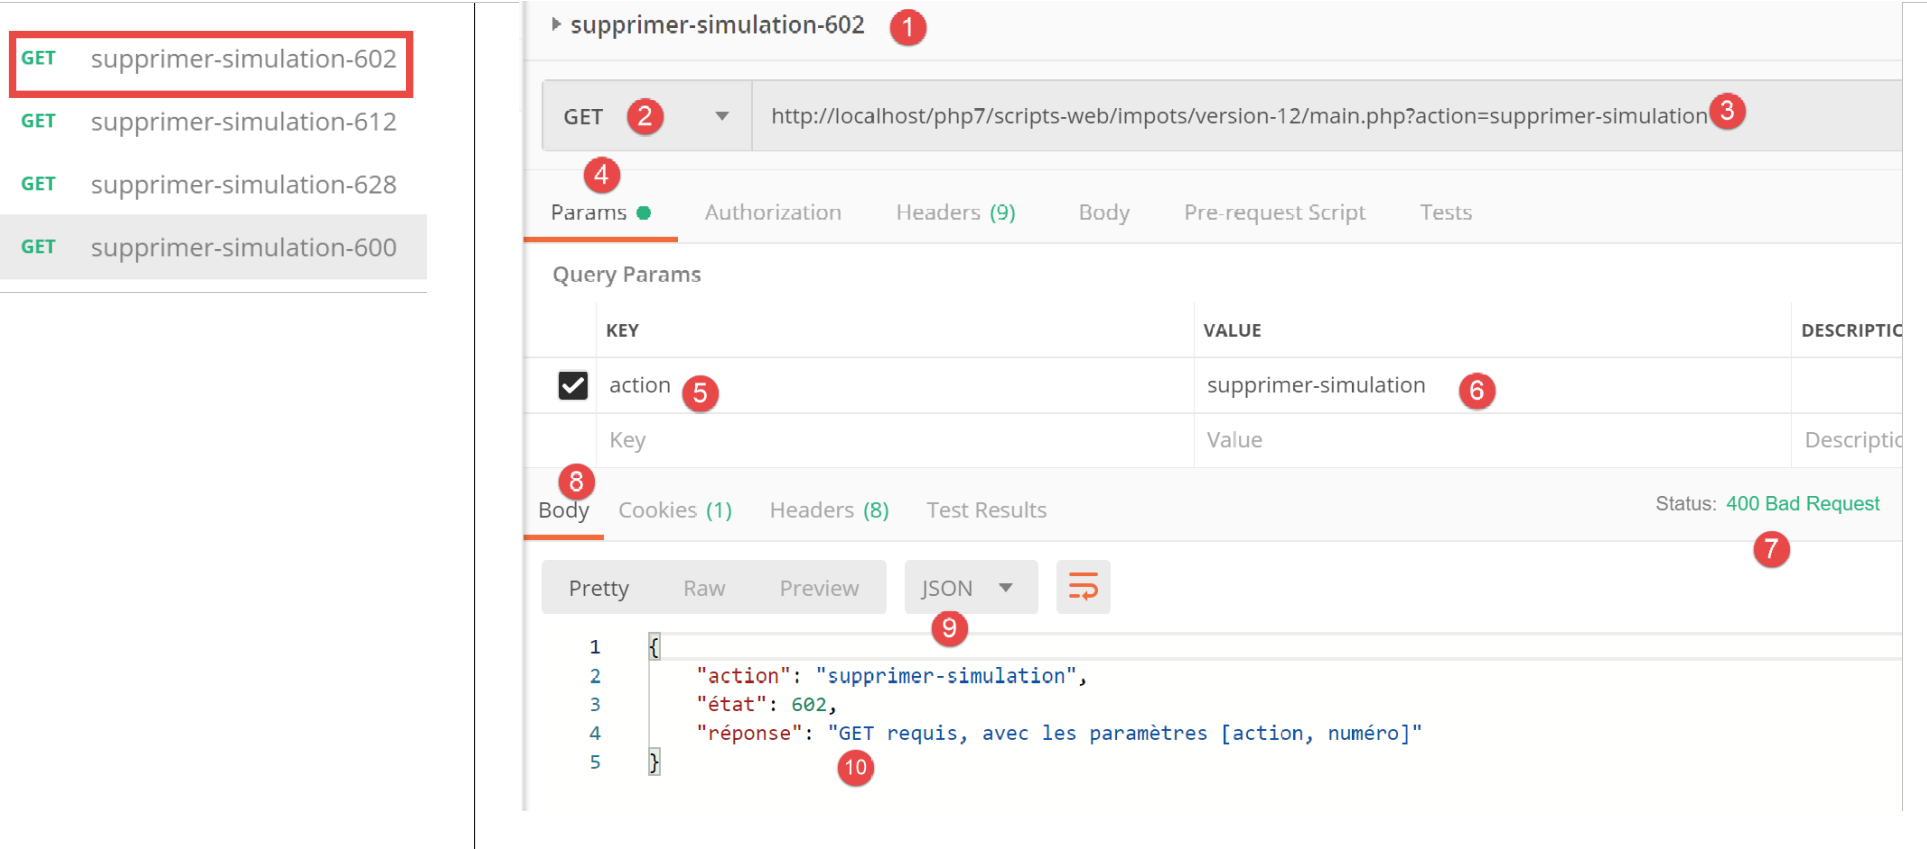 GET supprimer-simulation-602
GET supprimer-simulation-612
GET supprimer-simulation-628
GET supprimer-simulation-600
supprimer-simulation-602 1
GET 2 http://localhost/php7/scripts-web/impots/version-12/main.php?action=supprimer-simulation 3
4
Params Authorization Headers (9) Body Pre-request Script Tests
Query Params
KEY VALUE DESCRIPTIC
action 5 supprimer-simulation 6
Key Value Descriptic
8
Body Cookies (1) Headers (8) Test Results Status: 400 Bad Request
7
Pretty Raw Preview JSON
9
1 {
2 "action": "supprimer-simulation",
3 "état": 602,
4 "réponse": "GET requis, avec les paramètres [action, numéro]"
5 }
10